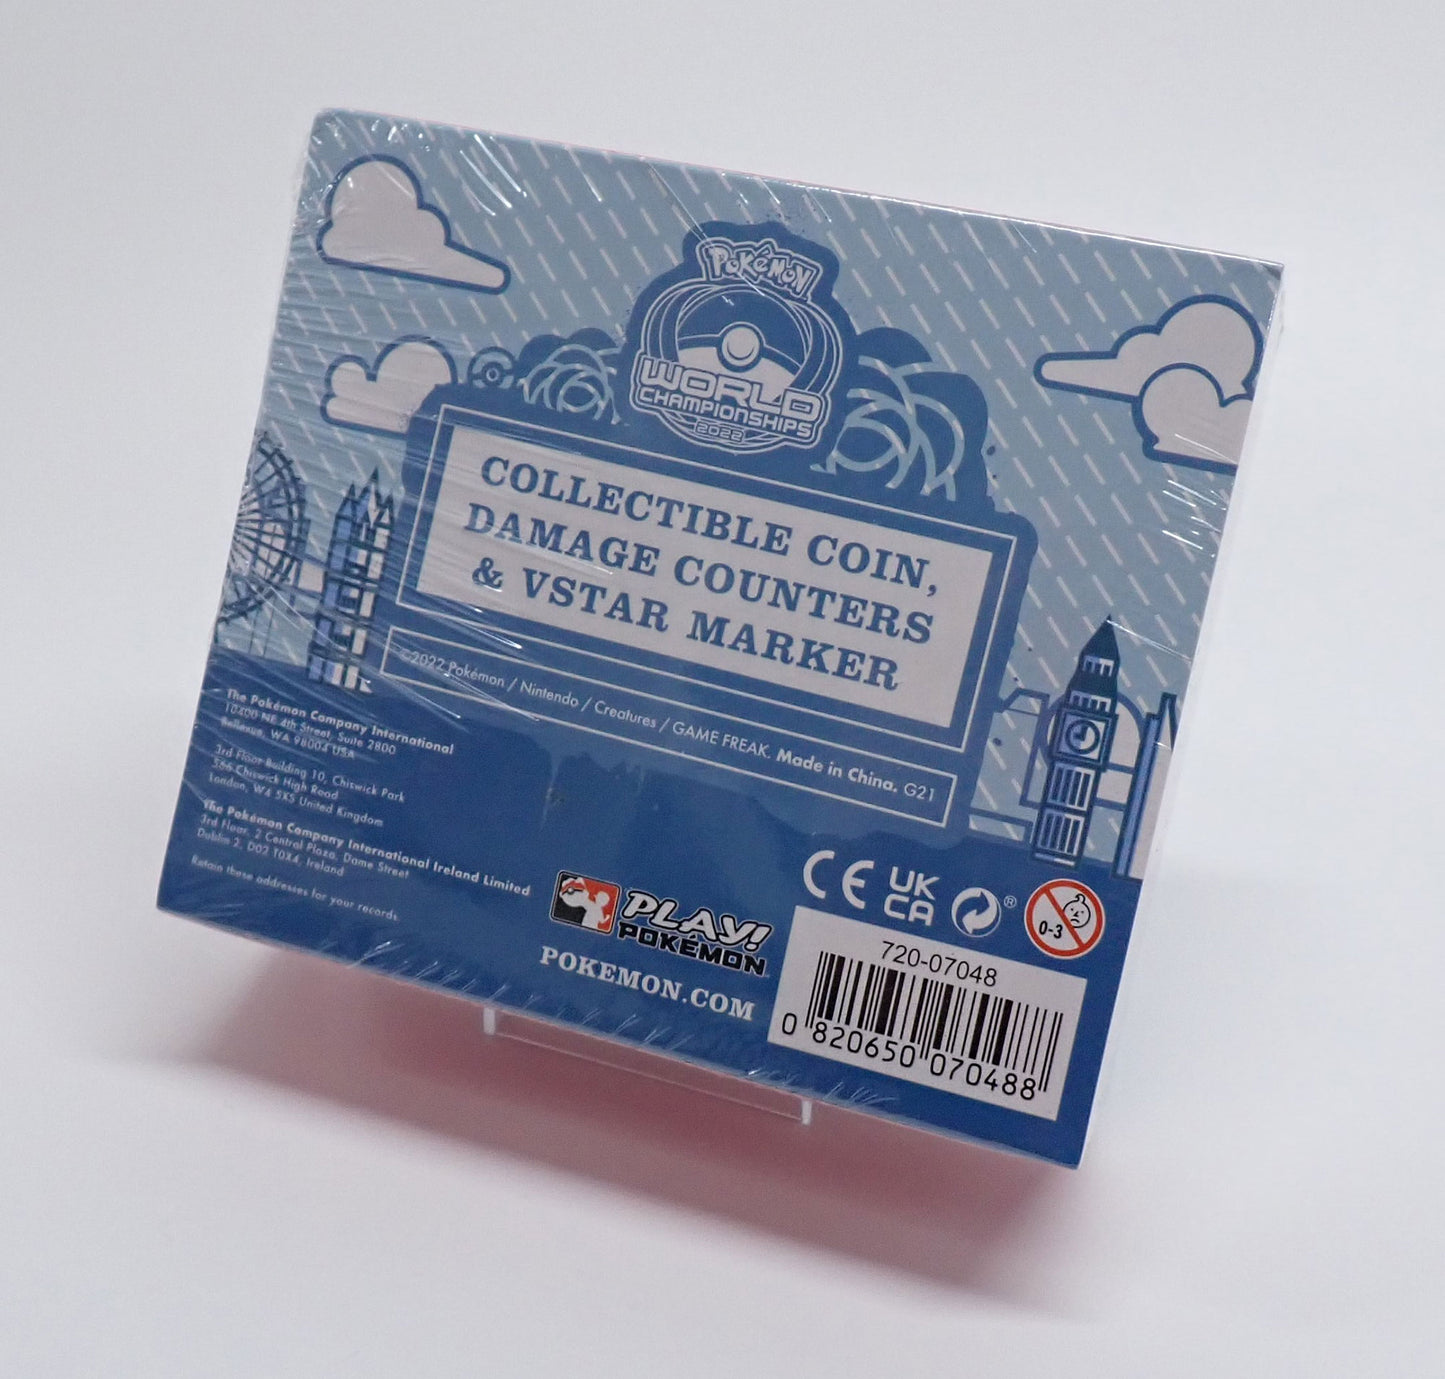 Pokémon
WORLD
CHAMPIONSHIPS
2022
COLLECTIBLE COIN,
DAMAGE COUNTERS
& VSTAR MARKER
©2022 Pokémon / Nintendo / Creatures / GAME FREAK. Made in China. G21
The Pokémon Company International
10400 NE 4th Street, Suite 2800
Bellevue, WA 98004 USA
3rd Floor Building 10, Chiswick Park
566 Chiswick High Road
London, W4 5XS United Kingdom
The Pokémon Company International Ireland Limited
3rd Floor, 2 Central Plaza, Dame Street
Dublin 2, D02 T0X4, Ireland
Retain these addresses for your records.
PLAY!
POKÉMON
POKEMON.COM
CE
UK
CA
®
0-3
720-07048
0 820650 070488